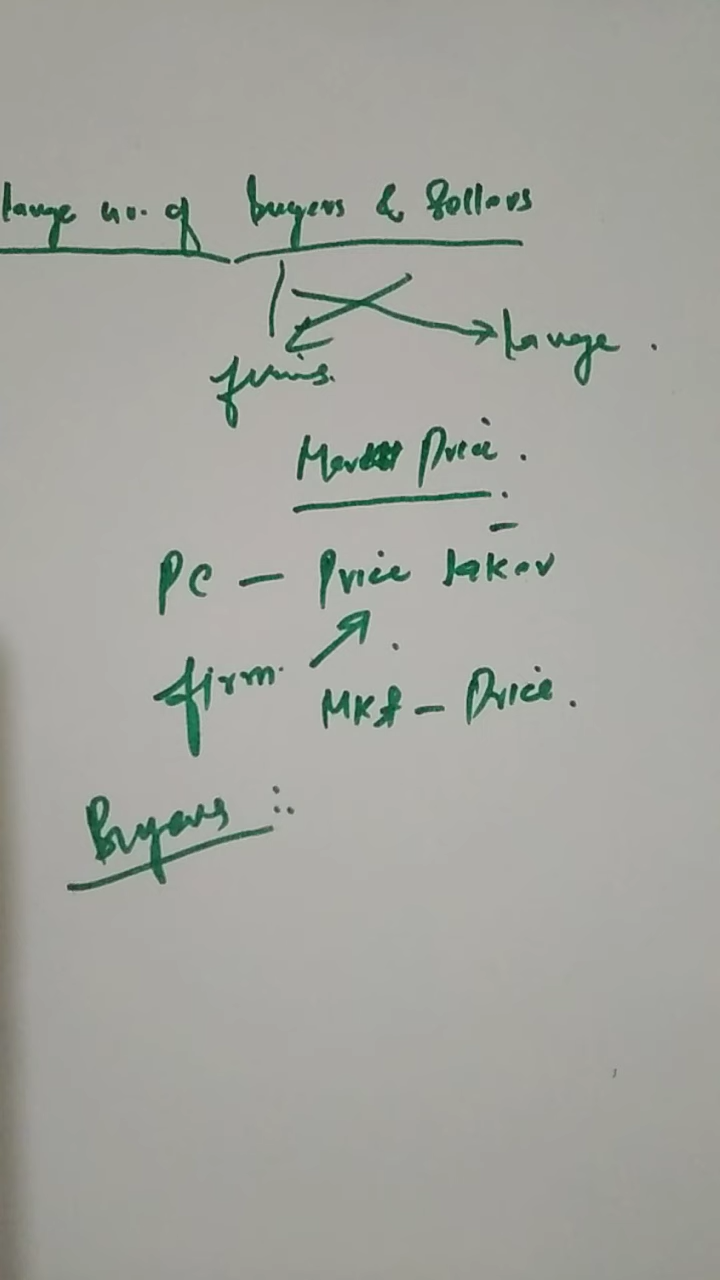 large no. of buyers & Sellers
firms. large .
Market Price .
PC - Price taker
firm.
MKt - Price .
Buyers :